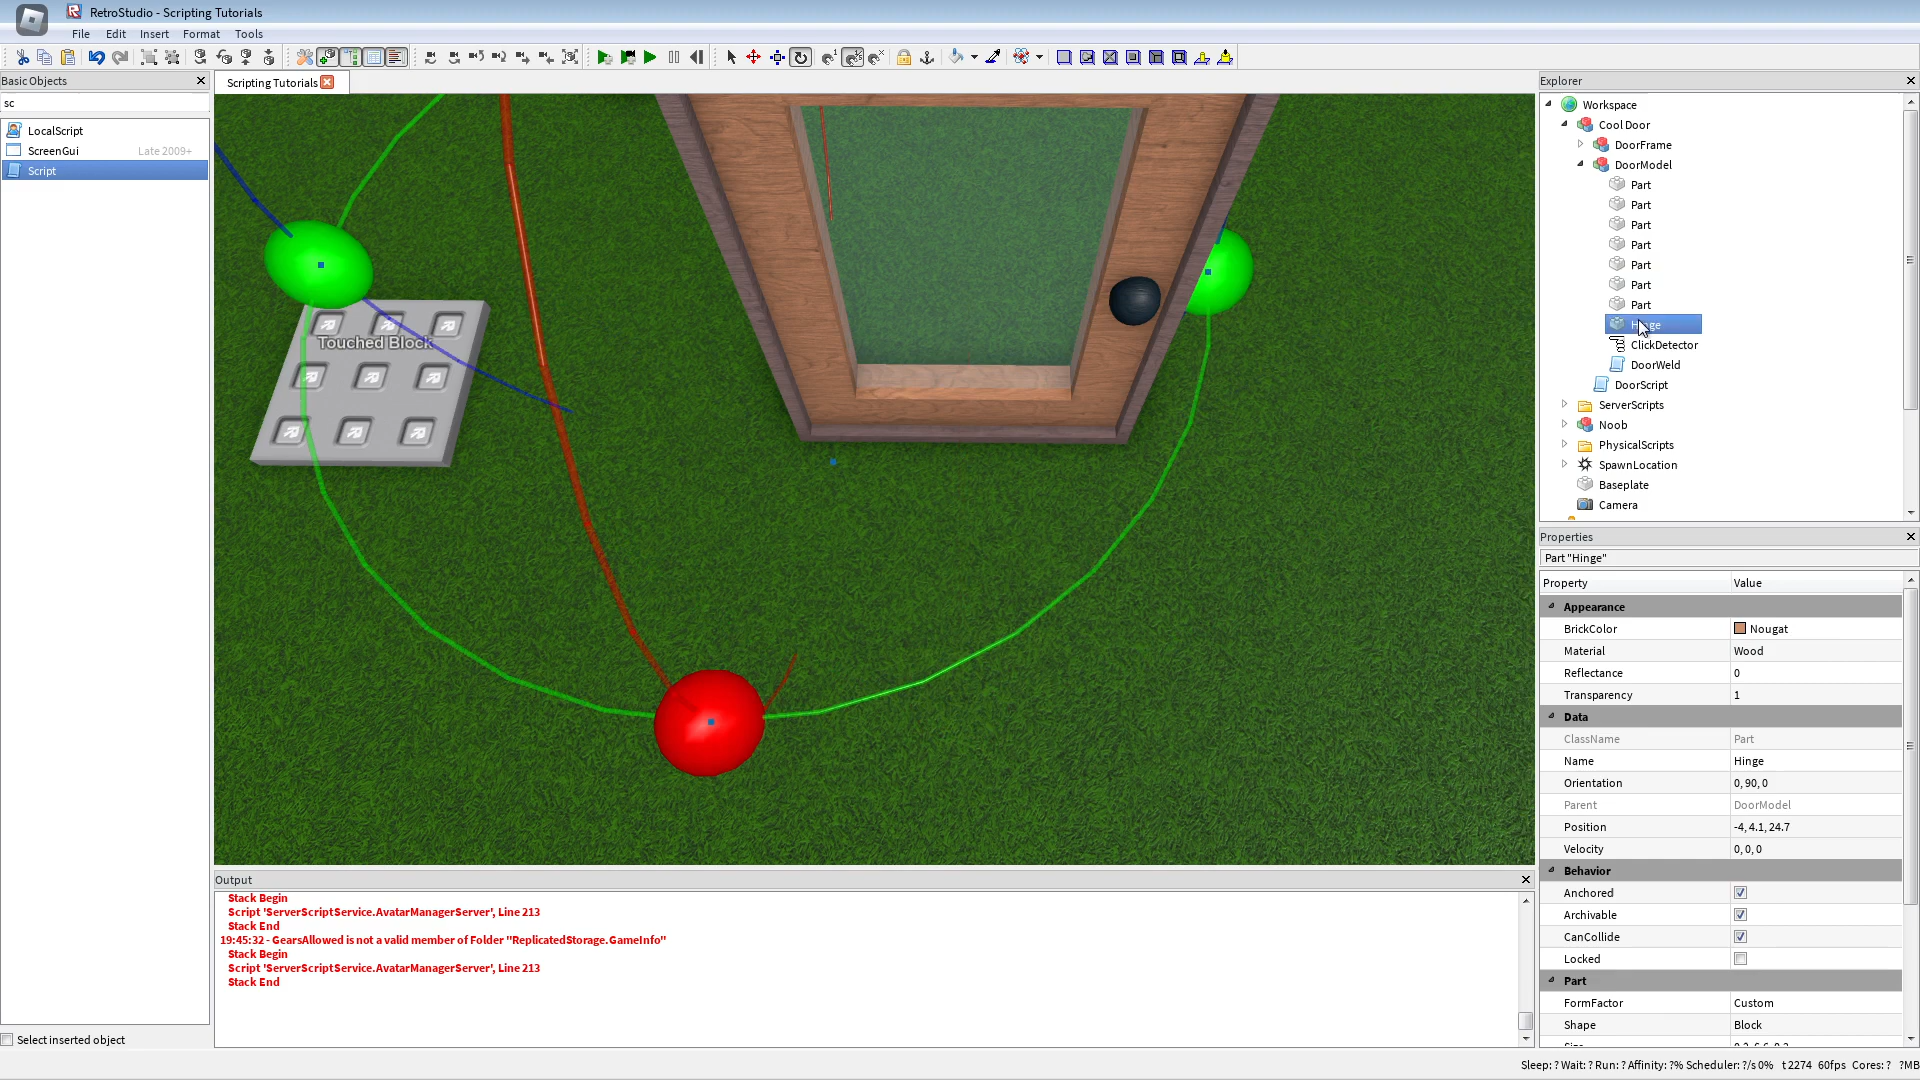 RetroStudio - Scripting Tutorials
File Edit Insert Format Tools
Basic Objects
sc
LocalScript
ScreenGui Late 2009+
Script
Select inserted object
Scripting Tutorials
Touched Block
Output
Stack Begin
Script 'ServerScriptService.AvatarManagerServer', Line 213
Stack End
19:45:32 - GearsAllowed is not a valid member of Folder "ReplicatedStorage.GameInfo"
Stack Begin
Script 'ServerScriptService.AvatarManagerServer', Line 213
Stack End
Explorer
Workspace
Cool Door
DoorFrame
DoorModel
Part
Part
Part
Part
Part
Part
Part
Hinge
ClickDetector
DoorWeld
DoorScript
ServerScripts
Noob
PhysicalScripts
SpawnLocation
Baseplate
Camera
Properties
Part "Hinge"
Property Value
Appearance
BrickColor Nougat
Material Wood
Reflectance 0
Transparency 1
Data
ClassName Part
Name Hinge
Orientation 0, 90, 0
Parent DoorModel
Position -4, 4.1, 24.7
Velocity 0, 0, 0
Behavior
Anchored
Archivable
CanCollide
Locked
Part
FormFactor Custom
Shape Block
Sleep: ? Wait: ? Run: ? Affinity: ?% Scheduler: ?/s 0% t 2274 60fps Cores: ? ?MB